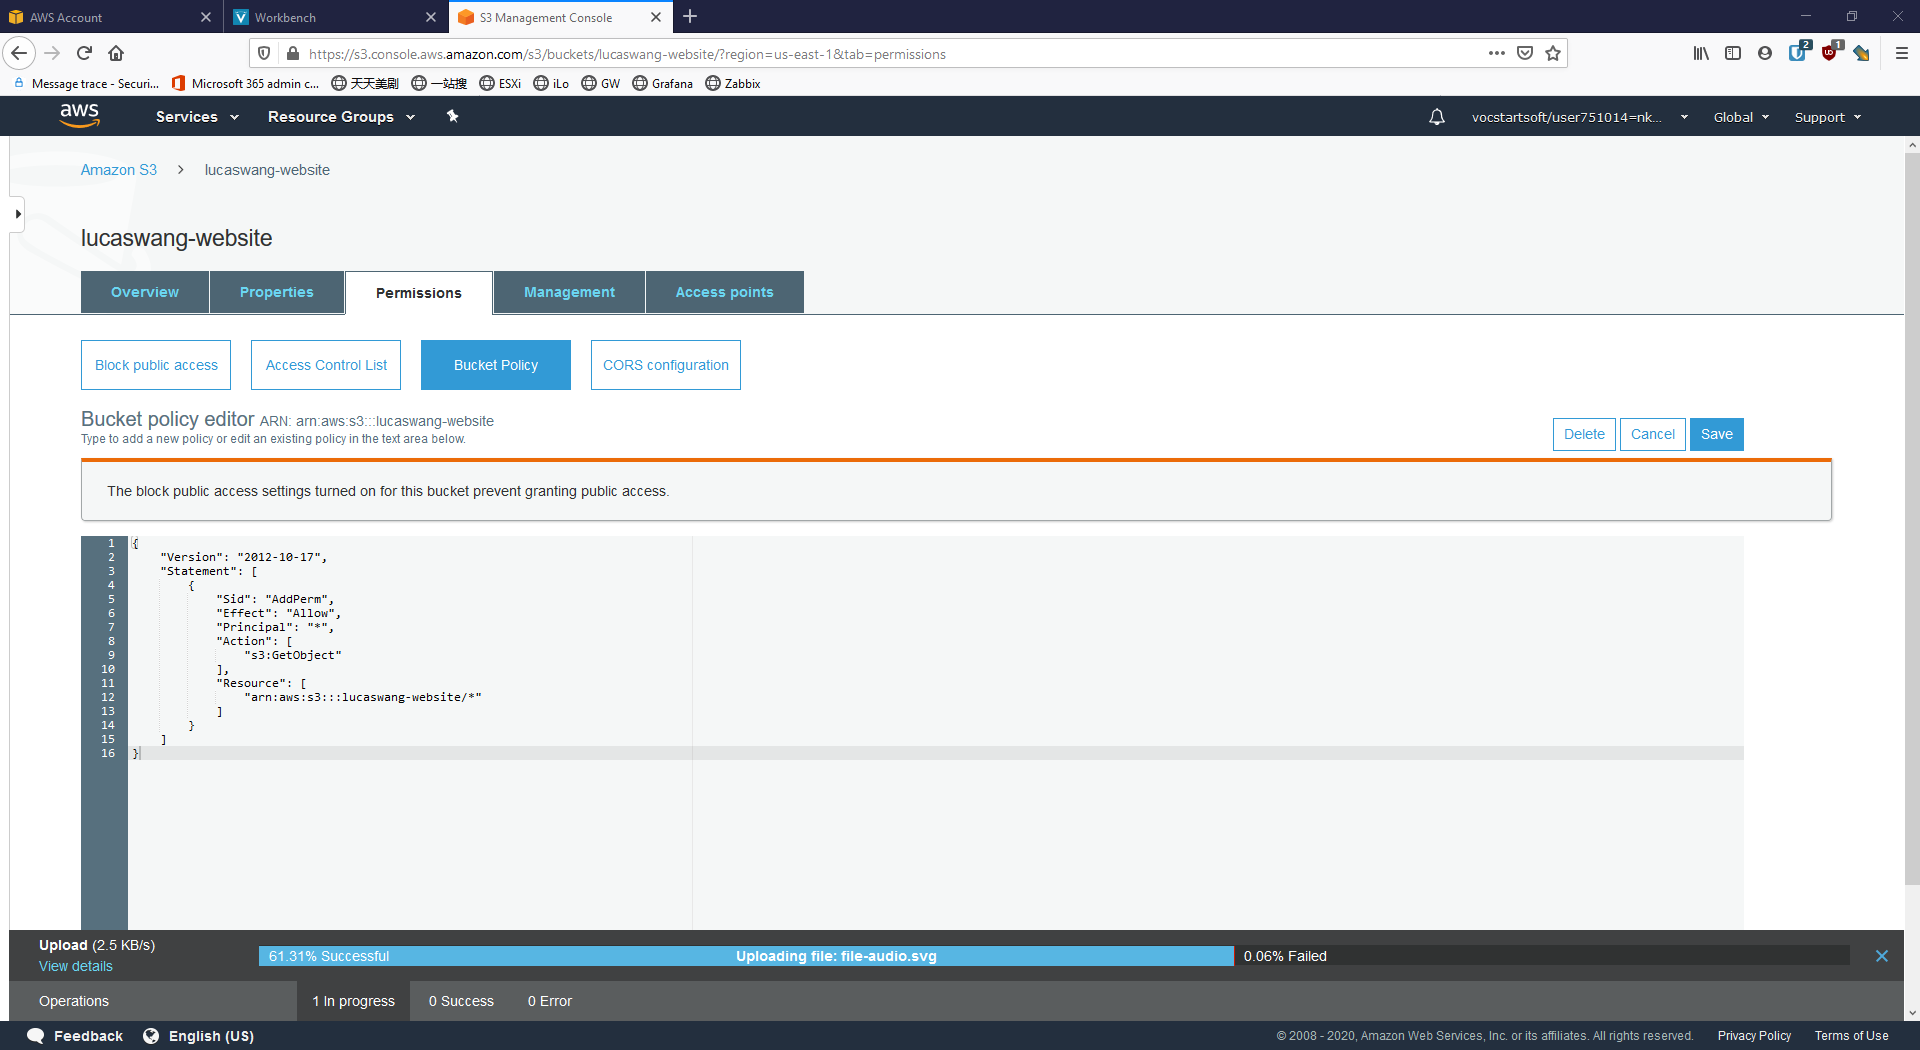 AWS Account
Workbench
S3 Management Console
https://s3.console.aws.amazon.com/s3/buckets/lucaswang-website/?region=us-east-1&tab=permissions
2
1
Message trace - Securi...
Microsoft 365 admin c...
天天美剧
一站搜
ESXi
iLo
GW
Grafana
Zabbix
aws
Services
Resource Groups
vocstartsoft/user751014=nk...
Global
Support
Amazon S3 > lucaswang-website
lucaswang-website
Overview
Properties
Permissions
Management
Access points
Block public access
Access Control List
Bucket Policy
CORS configuration
Bucket policy editor ARN: arn:aws:s3:::lucaswang-website
Type to add a new policy or edit an existing policy in the text area below.
Delete
Cancel
Save
The block public access settings turned on for this bucket prevent granting public access.
1 {
2 "Version": "2012-10-17",
3 "Statement": [
4 {
5 "Sid": "AddPerm",
6 "Effect": "Allow",
7 "Principal": "*",
8 "Action": [
9 "s3:GetObject"
10 ],
11 "Resource": [
12 "arn:aws:s3:::lucaswang-website/*"
13 ]
14 }
15 ]
16 }
Upload (2.5 KB/s)
View details
61.31% Successful
Uploading file: file-audio.svg
0.06% Failed
Operations
1 In progress
0 Success
0 Error
Feedback
English (US)
© 2008 - 2020, Amazon Web Services, Inc. or its affiliates. All rights reserved.
Privacy Policy
Terms of Use